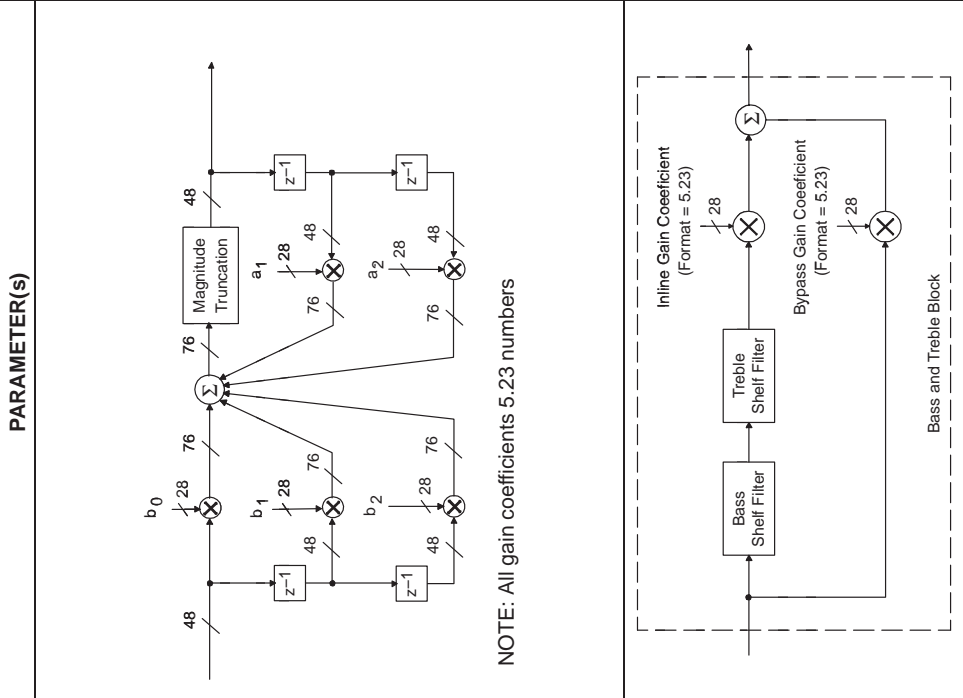 PARAMETER(s)
48
b0
28
76
76
Magnitude
Truncation
48
Σ
z−1
48
b1
28
76
a1
28
76
48
z−1
z−1
48
b2
28
76
a2
28
76
48
z−1
NOTE: All gain coefficients 5.23 numbers
Bass
Shelf Filter
Treble
Shelf Filter
Inline Gain Coeeficient
(Format = 5.23)
28
Σ
Bypass Gain Coeeficient
(Format = 5.23)
28
Bass and Treble Block